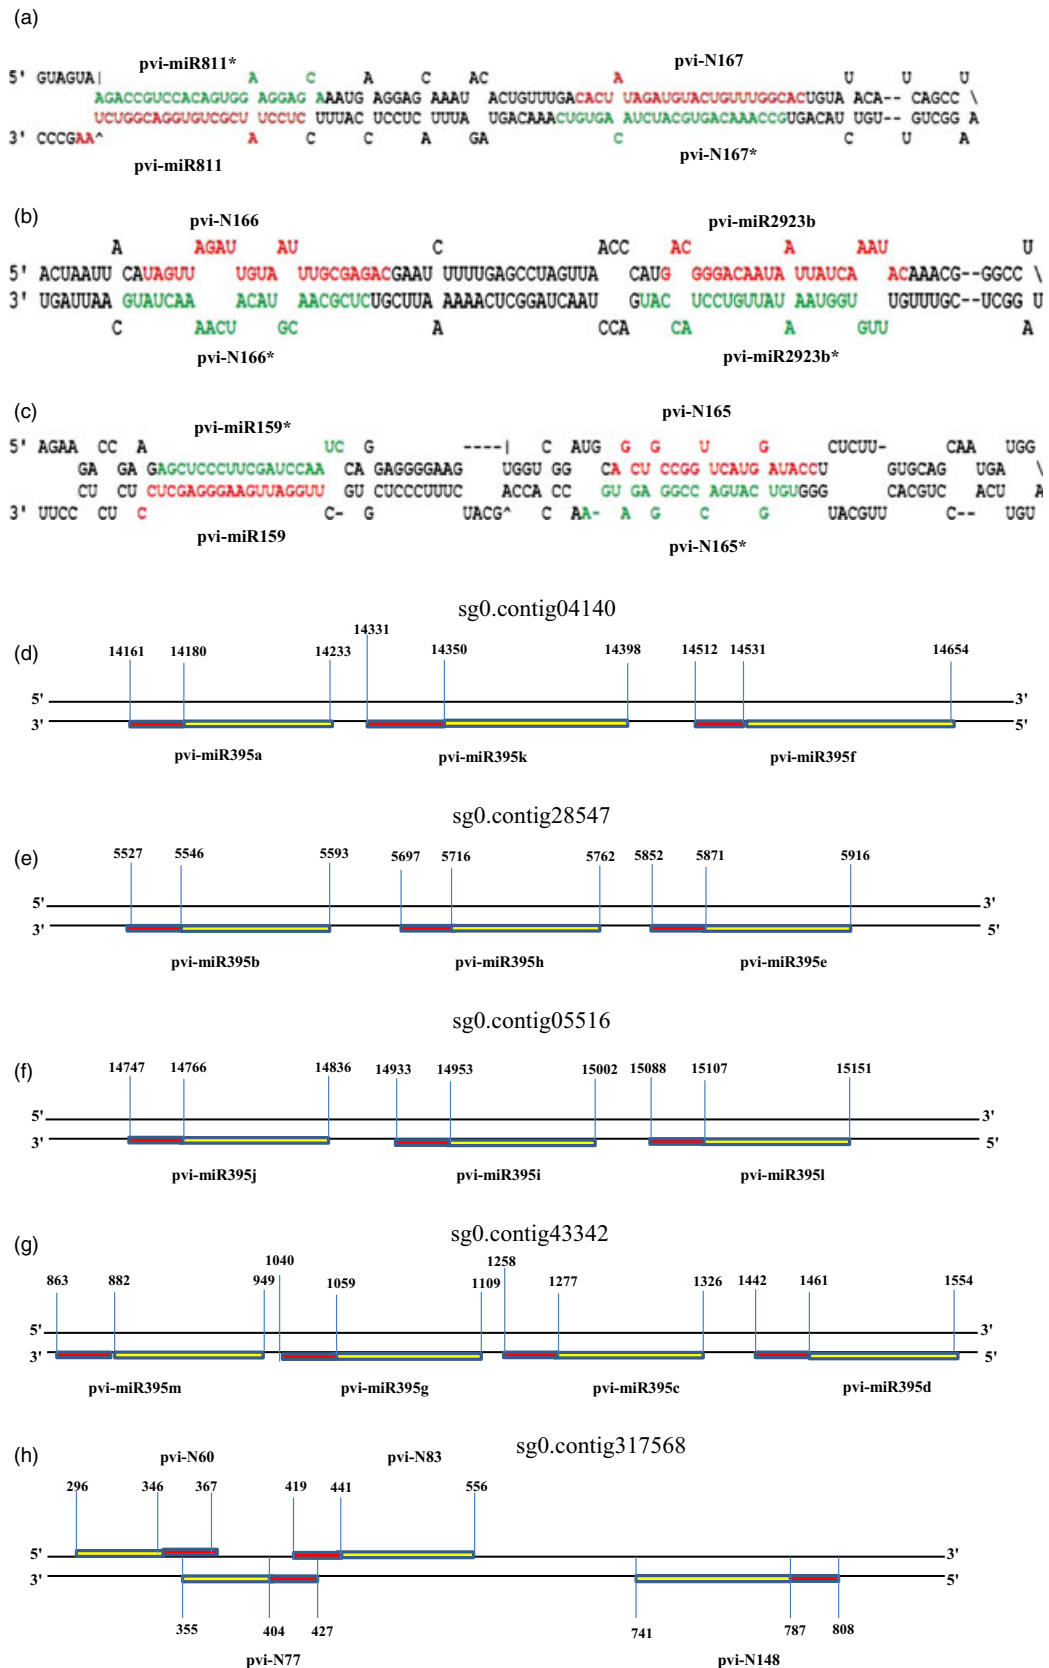 (a)
pvi-miR811* A C A C AC A pvi-N167 U U U
5' GUAGUA|
AGACCGUCCACAGUGG AGGAGA AAAUG AGGAG AAAU ACUGUUUGACACU UAGAUGUACUGUUUGGCACUGUA ACA-- CAGCC \
UCUGGCAGGUGUCGCU UCCUC UUUAC UCCUC UUUA UGACAAACUGUGA AUCUACGUGACAAACCGUGACAU UGU-- GUCGG A
3' CCCGAA^ A C C A GA C C U A
pvi-miR811 pvi-N167*
(b)
pvi-N166 pvi-miR2923b
A AGAU AU C ACC AC A AAU U
5' ACUAAUU CAUAGUU UGUA UUGCGAGACGAAU UUUUGAGCCUAGUUA CAUG GGGACAAUA UUAUCA ACAAACG--GGCC \
3' UGAUUAA GUAUCAA ACAU AACGCUCUGCUUA AAAACUCGGAUCAAU GUAC UCCUGUUAU AAUGGU UGUUUGC--UCGG U
C AACU GC A CCA CA A GUU A
pvi-N166* pvi-miR2923b*
(c)
pvi-miR159* pvi-N165
5' AGAA CC A UC G ----| C AUG G G U G CUCUU- CAA UGG
GA GA GAGCUCCCUUCGAUCCAA CA GAGGGGAAG UGGU GG CA CU CCGG UCAUG AUACCU GUGCAG UGA \
CU CU CUCGAGGGAAGUUAGGUU GU CUCCCUUUC ACCA CC GU GA GGCC AGUAC UGUGGG CACGUC ACU A
3' UUCC CU C C- G UACG^ C AA- A G C G UACGUU C-- UGU
pvi-miR159 pvi-N165*
sg0.contig04140
(d) 14161 14180 14233 14331 14350 14398 14512 14531 14654
5' 3'
3' 5'
pvi-miR395a pvi-miR395k pvi-miR395f
sg0.contig28547
(e) 5527 5546 5593 5697 5716 5762 5852 5871 5916
5' 3'
3' 5'
pvi-miR395b pvi-miR395h pvi-miR395e
sg0.contig05516
(f) 14747 14766 14836 14933 14953 15002 15088 15107 15151
5' 3'
3' 5'
pvi-miR395j pvi-miR395i pvi-miR395l
sg0.contig43342
(g) 863 882 949 1040 1059 1109 1258 1277 1326 1442 1461 1554
5' 3'
3' 5'
pvi-miR395m pvi-miR395g pvi-miR395c pvi-miR395d
(h) sg0.contig317568
pvi-N60 pvi-N83
296 346 367 419 441 556
5' 3'
3' 5'
355 404 427 741 787 808
pvi-N77 pvi-N148